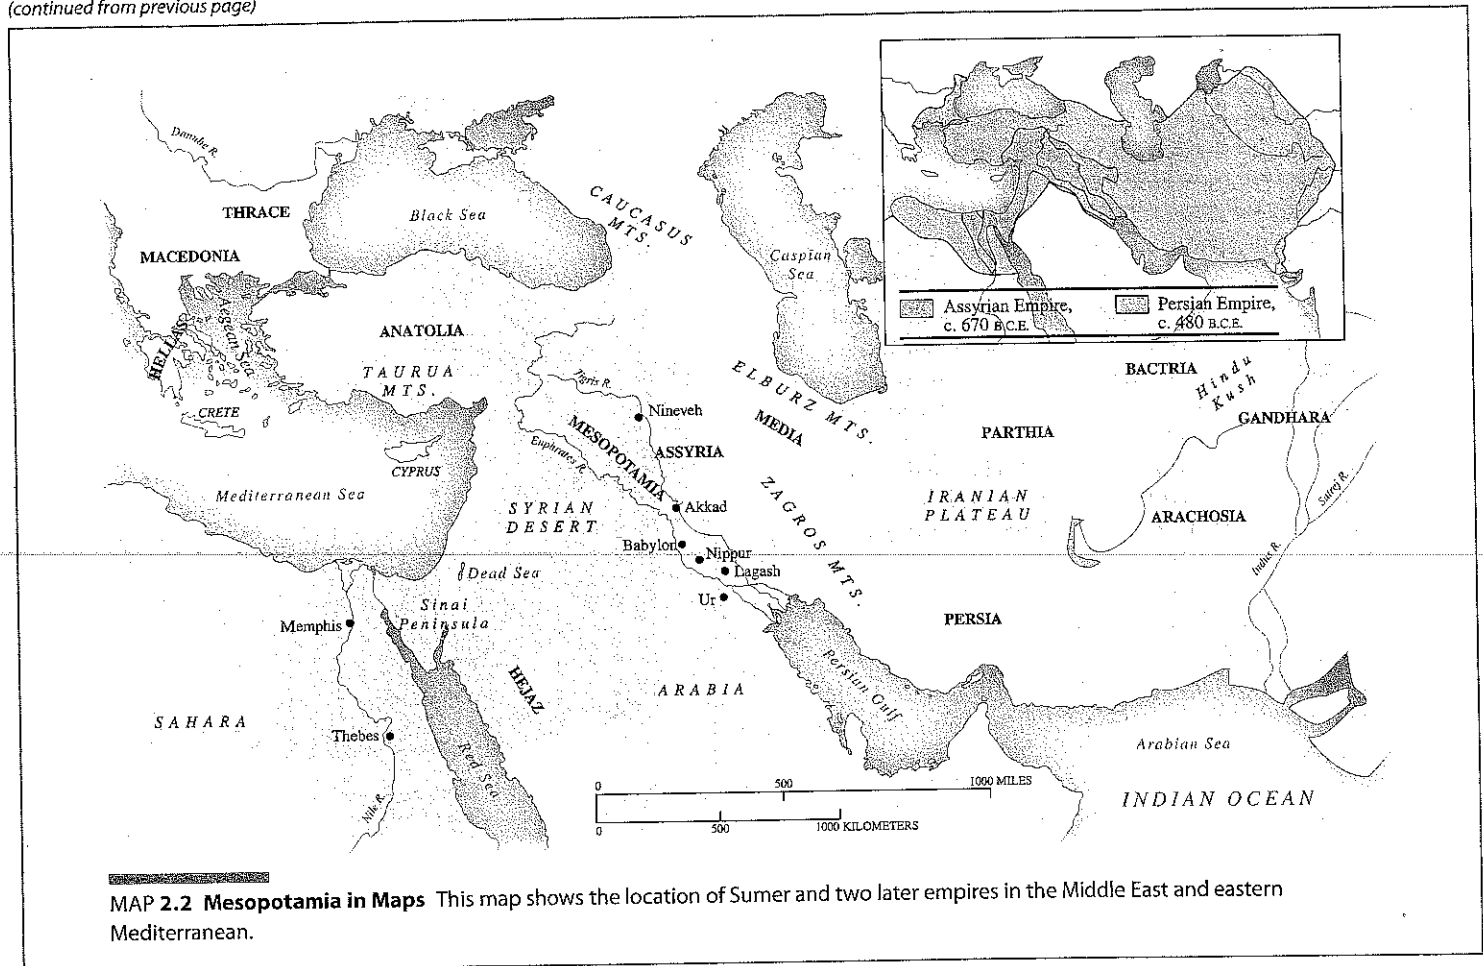 (continued from previous page)
Danube R.
THRACE
Black Sea
CAUCASUS
MTS.
MACEDONIA
Caspian
Sea
Aegean Sea
HELLAS
ANATOLIA
TAURUA
MTS.
CRETE
CYPRUS
Mediterranean Sea
Tigris R.
Nineveh
MESOPOTAMIA
Euphrates R.
ASSYRIA
ELBURZ MTS.
MEDIA
SYRIAN
DESERT
Akkad
Babylon
Nippur
Lagash
Ur
ZAGROS MTS.
Dead Sea
Sinai
Peninsula
Memphis
HEJAZ
ARABIA
Persian Gulf
SAHARA
Thebes
Red Sea
Nile R.
Assyrian Empire,
c. 670 B.C.E.
Persian Empire,
c. 480 B.C.E.
BACTRIA
Hindu
Kush
GANDHARA
PARTHIA
IRANIAN
PLATEAU
ARACHOSIA
Sutlej R.
Indus R.
PERSIA
Arabian Sea
INDIAN OCEAN
0 500 1000 MILES
0 500 1000 KILOMETERS
MAP 2.2 Mesopotamia in Maps This map shows the location of Sumer and two later empires in the Middle East and eastern
Mediterranean.